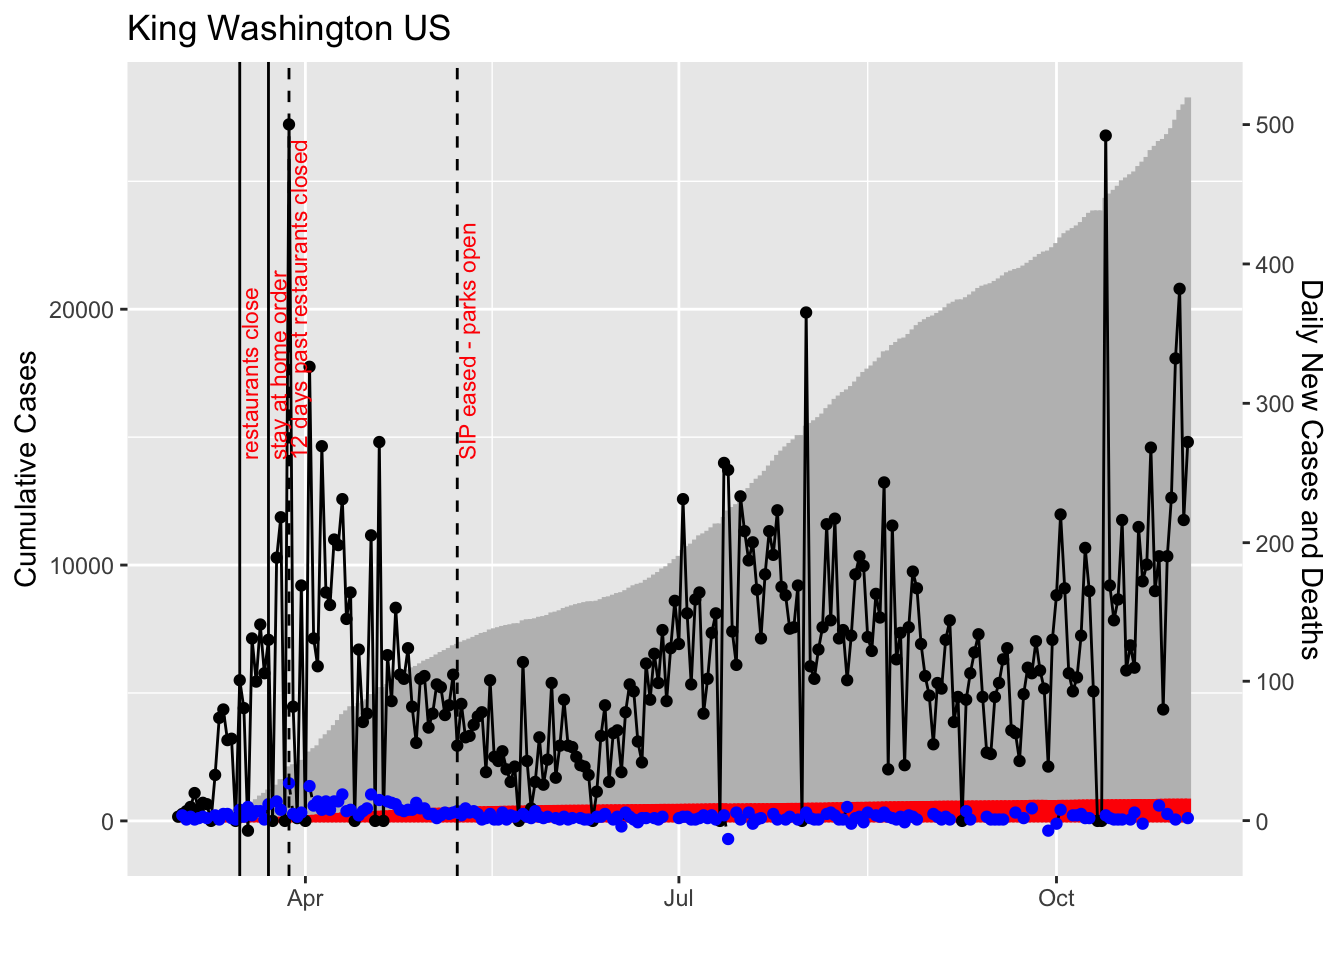 King Washington US
Cumulative Cases
20000
10000
0
restaurants close
stay at home order
12 days past restaurants closed
SIP eased - parks open
500
400
300
200
100
0
Daily New Cases and Deaths
Apr
Jul
Oct